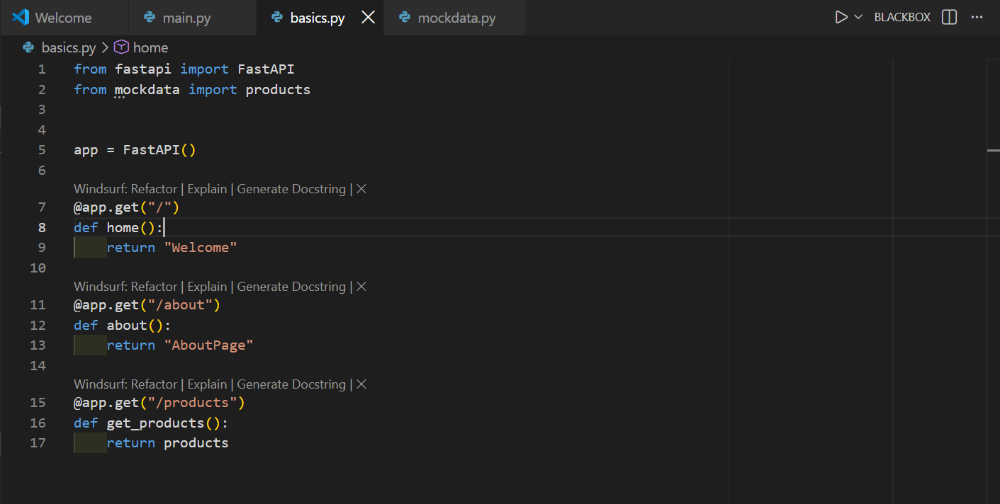 Welcome main.py basics.py mockdata.py BLACKBOX
basics.py > home
1 from fastapi import FastAPI
2 from mockdata import products
3
4
5 app = FastAPI()
6
Windsurf: Refactor | Explain | Generate Docstring | ×
7 @app.get("/")
8 def home():
9     return "Welcome"
10
Windsurf: Refactor | Explain | Generate Docstring | ×
11 @app.get("/about")
12 def about():
13     return "AboutPage"
14
Windsurf: Refactor | Explain | Generate Docstring | ×
15 @app.get("/products")
16 def get_products():
17     return products